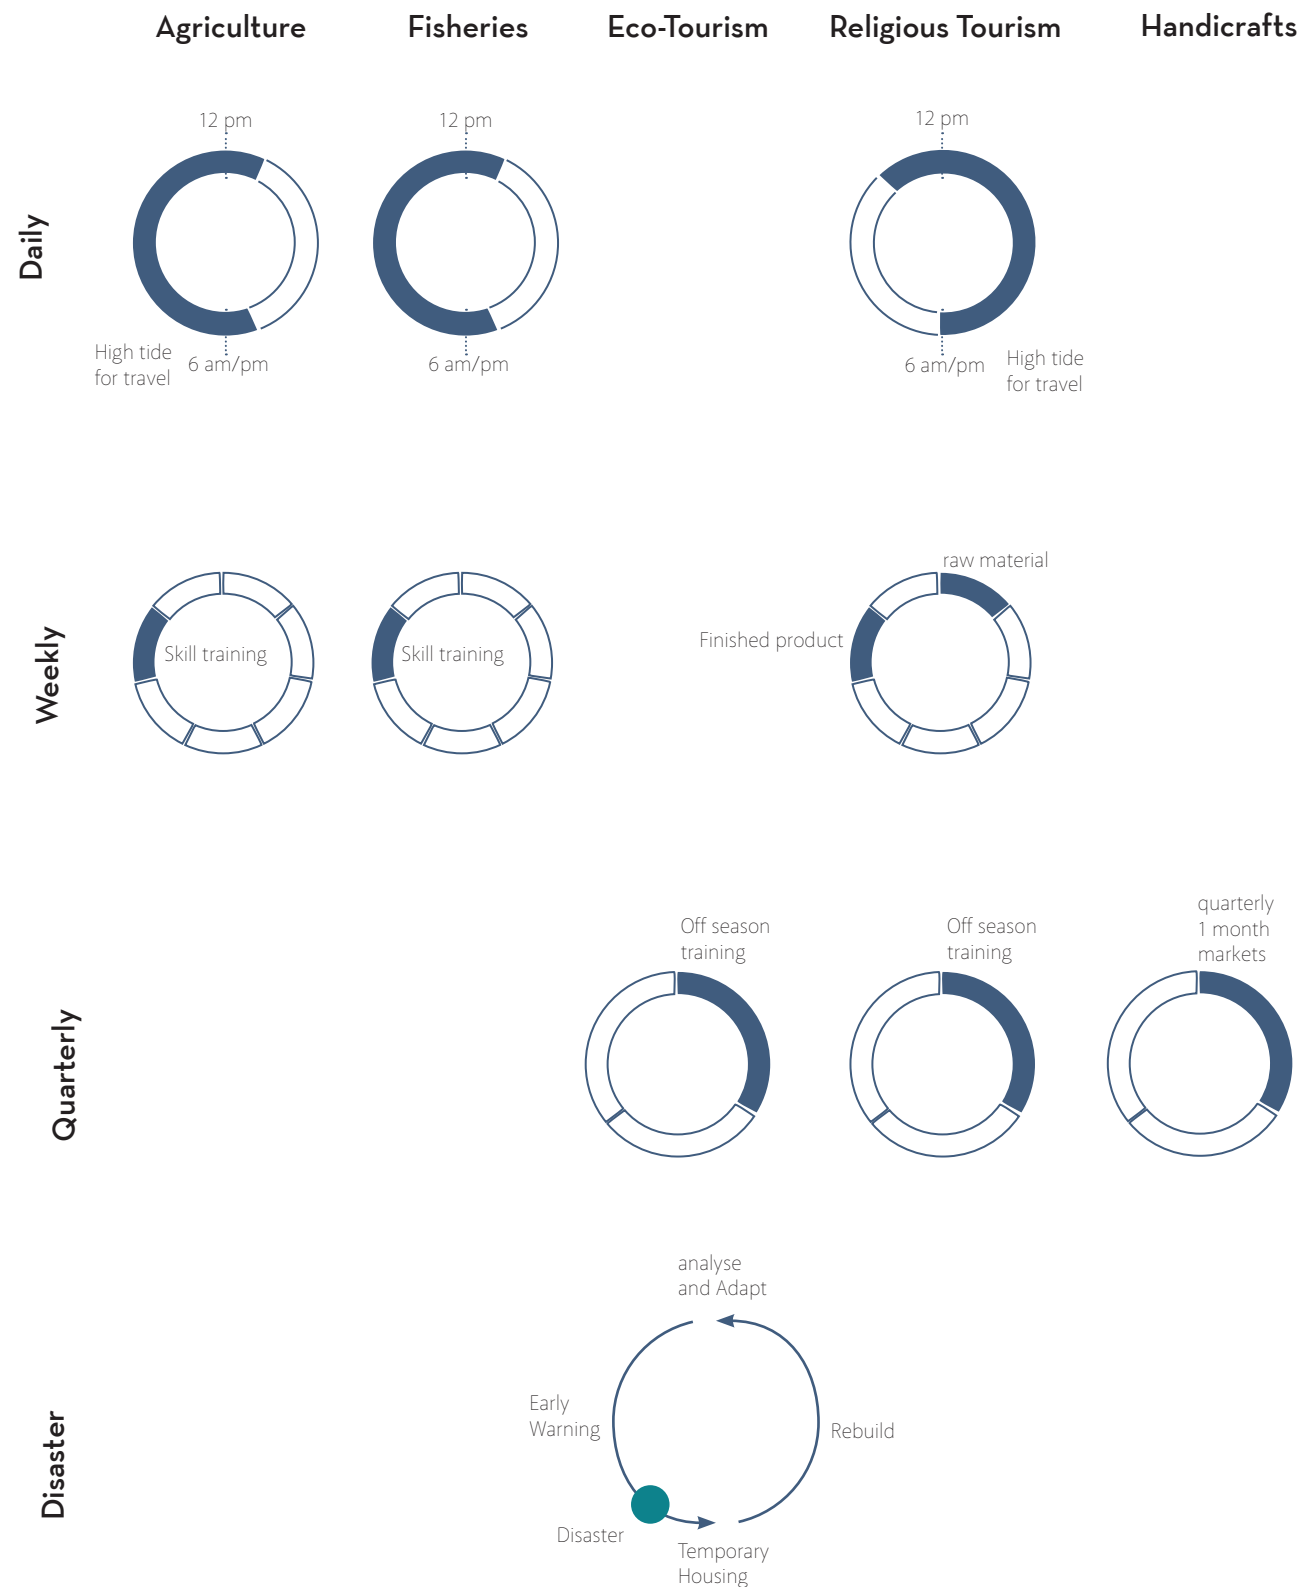 Agriculture
Fisheries
Eco-Tourism
Religious Tourism
Handicrafts
Daily
12 pm
12 pm
12 pm
High tide
for travel
6 am/pm
6 am/pm
6 am/pm
High tide
for travel
Weekly
Skill training
Skill training
raw material
Finished product
Quarterly
Off season
training
Off season
training
quarterly
1 month
markets
Disaster
analyse
and Adapt
Early
Warning
Rebuild
Disaster
Temporary
Housing